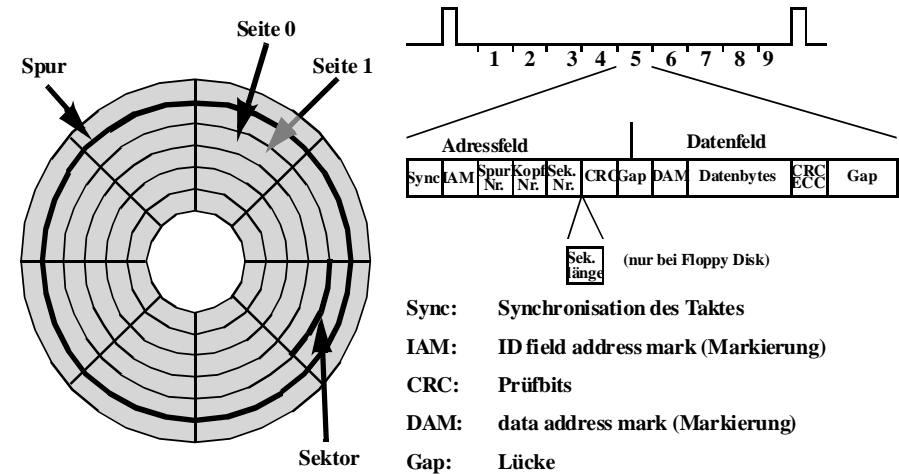 Seite 0
Spur
Seite 1
Sektor
1 2 3 4 5 6 7 8 9
Adressfeld Datenfeld
Sync IAM Spur Nr. Kopf Nr. Sek. Nr. CRC Gap DAM Datenbytes CRC ECC Gap
Sek. länge (nur bei Floppy Disk)
Sync: Synchronisation des Taktes
IAM: ID field address mark (Markierung)
CRC: Prüfbits
DAM: data address mark (Markierung)
Gap: Lücke